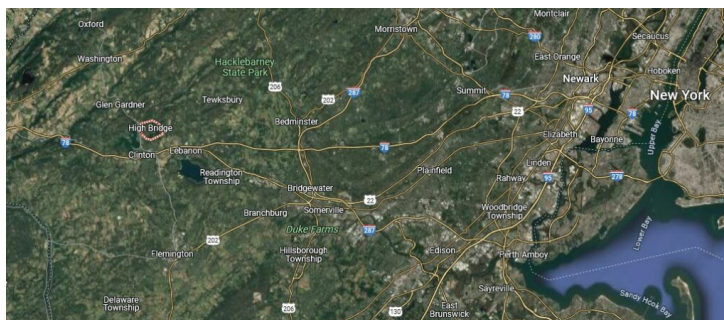 Montclair
Oxford
Morristown
280
Secaucus
Washington
East Orange
Hacklebarney
State Park
Newark
Hoboken
206
287
Summit
78
New York
Glen Gardner
Tewksbury
202
22
95
78
High Bridge
Bedminster
Elizabeth
Bayonne
Upper Bay
78
Clinton
Lebanon
78
Linden
Readington
Township
Plainfield
Rahway
95
278
Bridgewater
22
Branchburg
Somerville
Woodbridge
Township
Lower Bay
Duke Farms
287
202
Flemington
Hillsborough
Township
Edison
Perth Amboy
Sayreville
Sandy Hook Bay
Delaware
Township
206
130
East
Brunswick